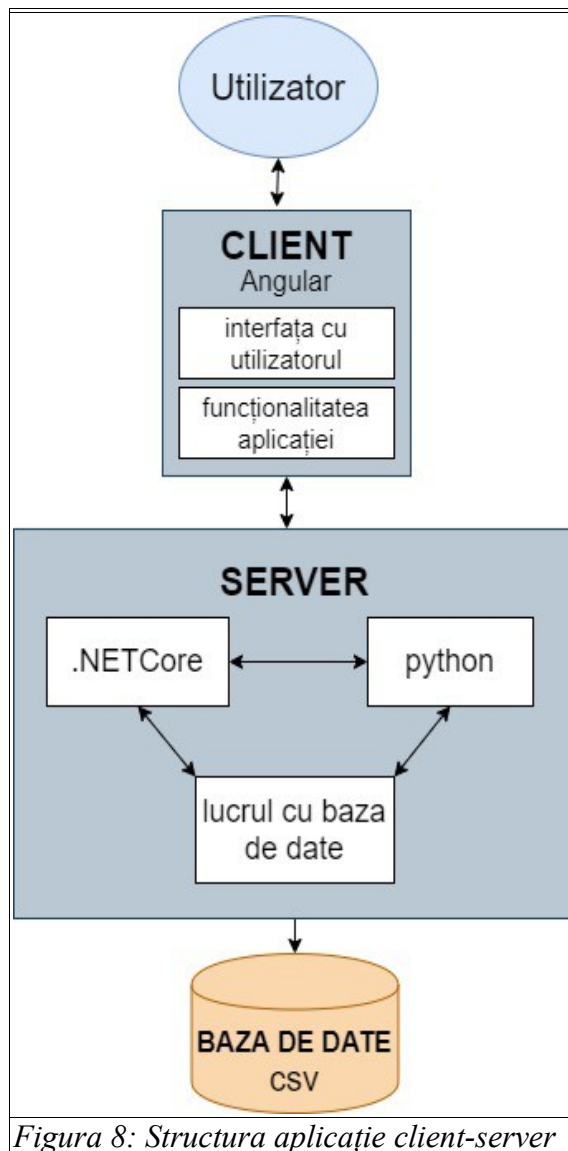 Utilizator
CLIENT
Angular
interfața cu
utilizatorul
funcționalitatea
aplicației
SERVER
.NETCore
python
lucrul cu baza
de date
BAZA DE DATE
CSV
Figura 8: Structura aplicație client-server